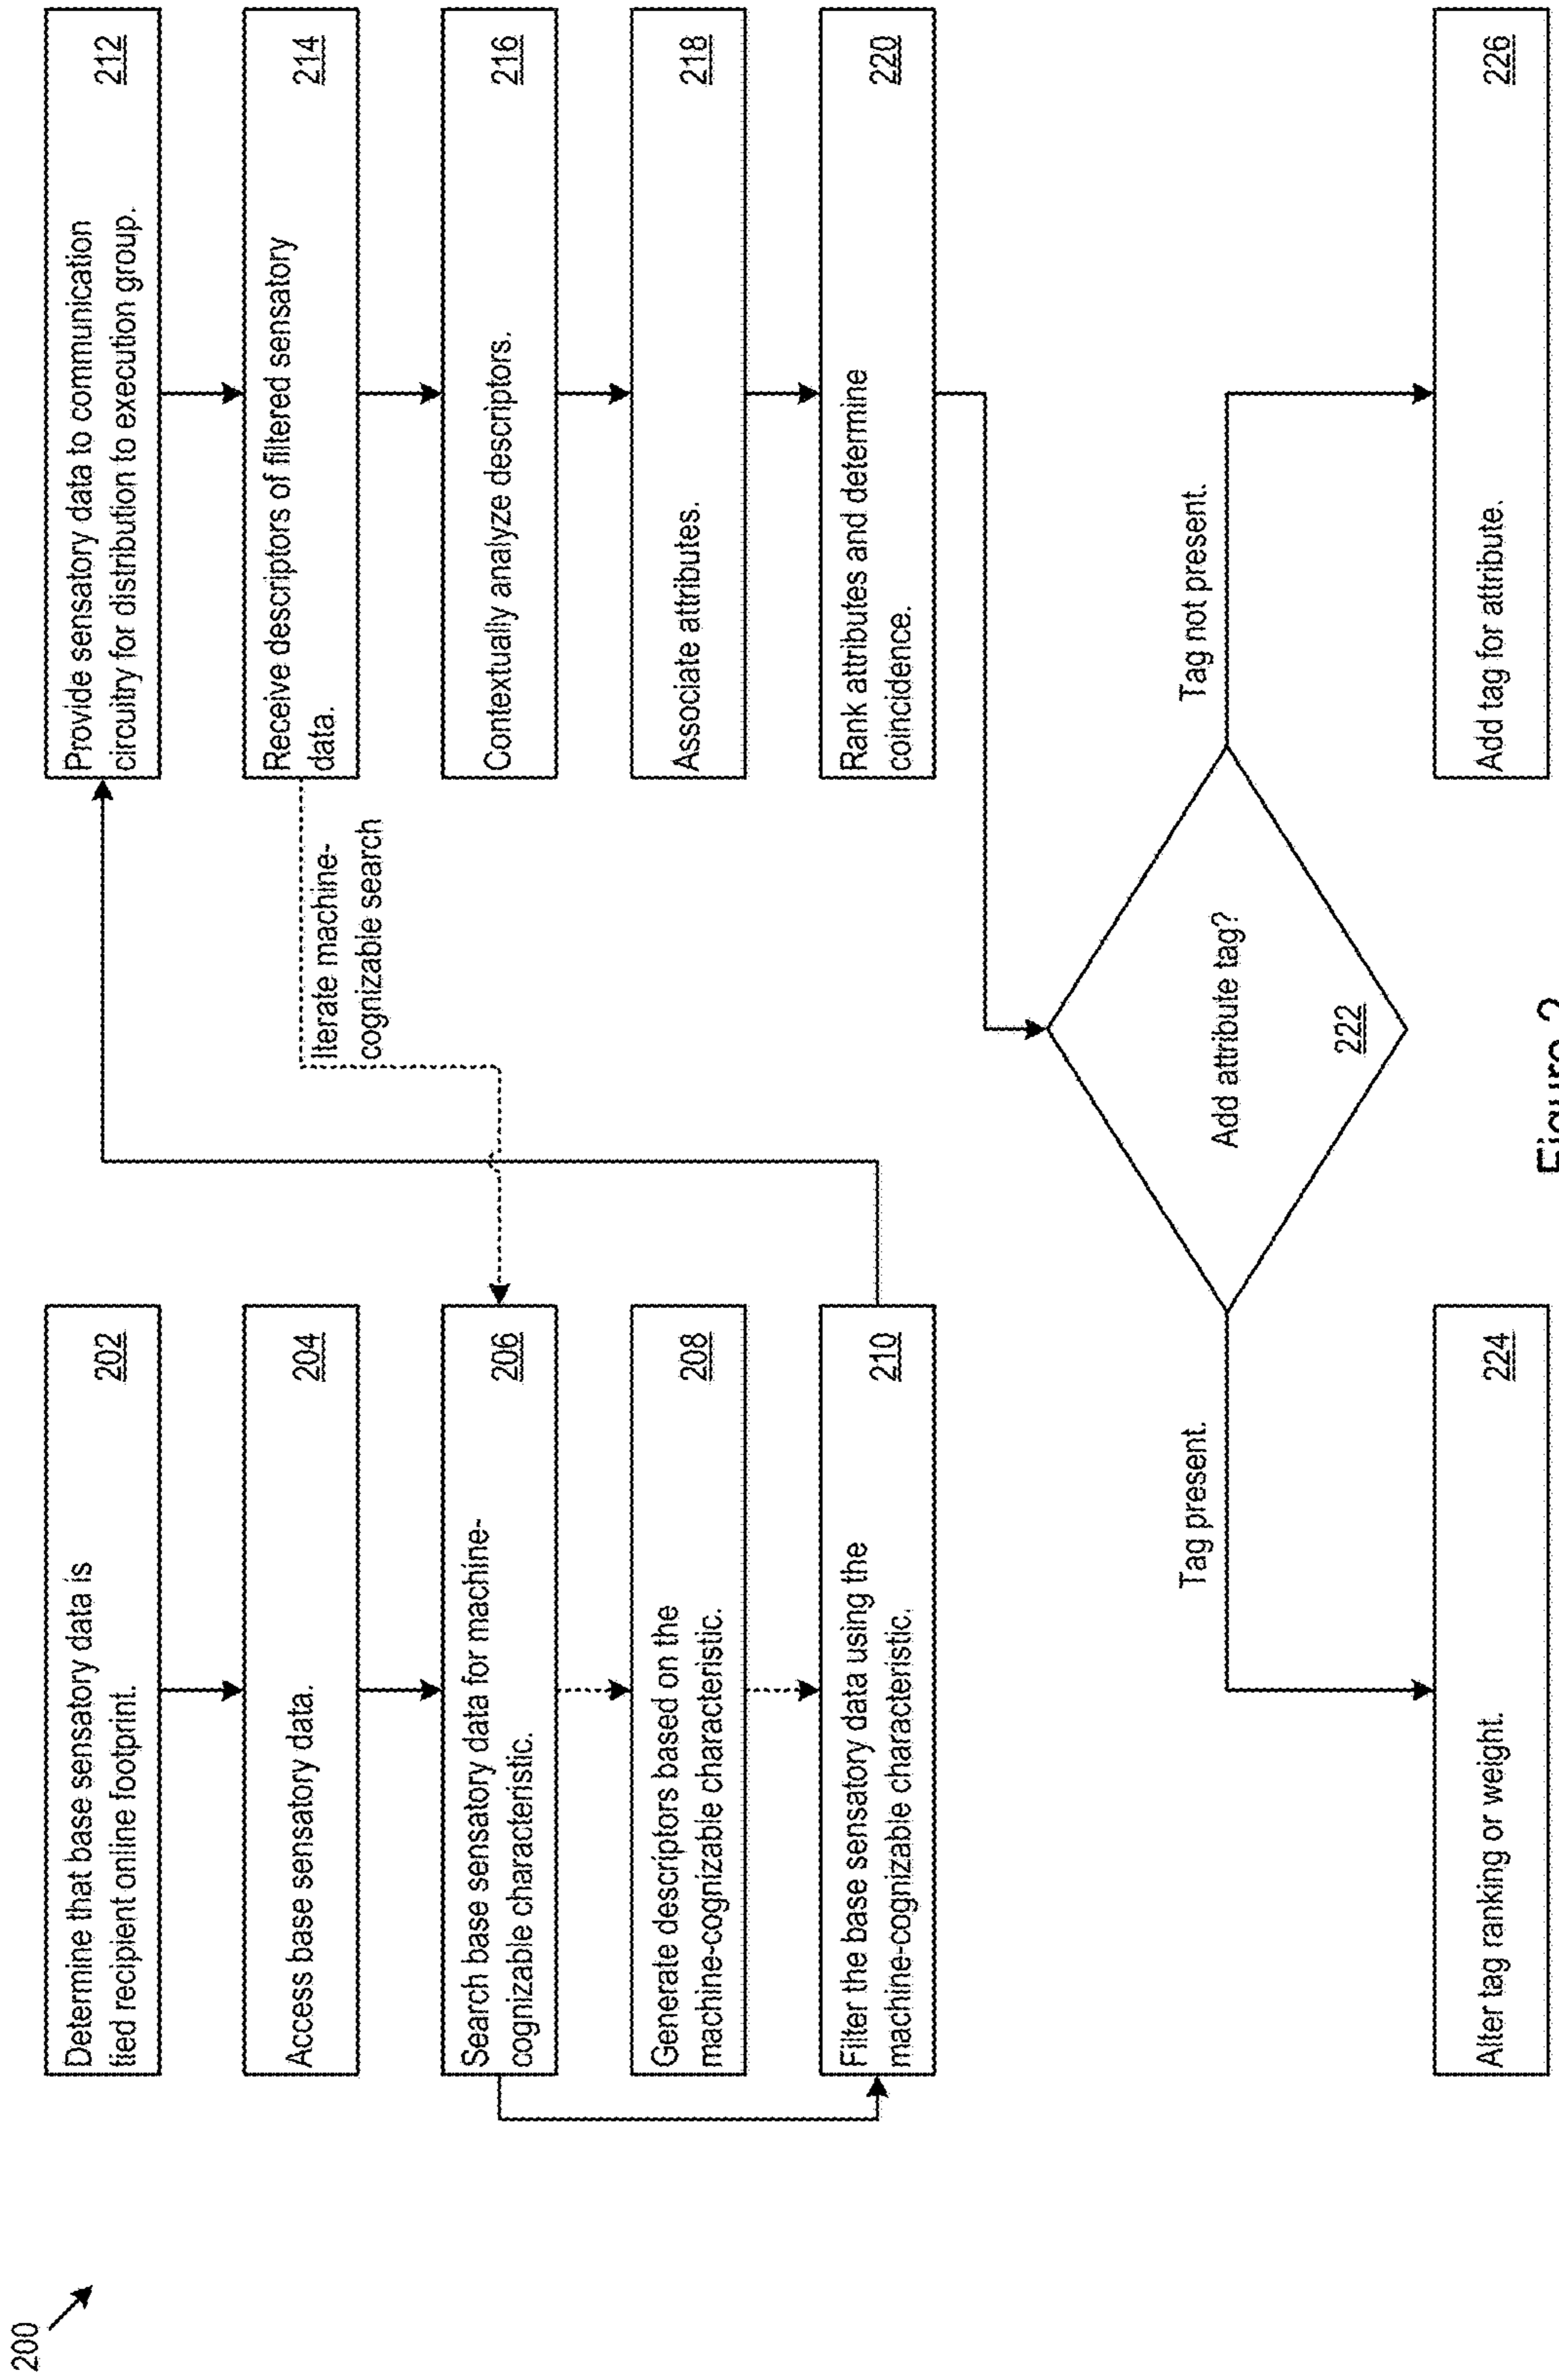 200
Determine that base sensatory data is
tied recipient online footprint.
202
Access base sensatory data.
204
Search base sensatory data for machine-
cognizable characteristic.
206
Generate descriptors based on the
machine-cognizable characteristic.
208
Filter the base sensatory data using the
machine-cognizable characteristic.
210
Provide sensatory data to communication
circuitry for distribution to execution group.
212
Receive descriptors of filtered sensatory
data.
214
Iterate machine-
cognizable search
Contextually analyze descriptors.
216
Associate attributes.
218
Rank attributes and determine
coincidence.
220
Add attribute tag?
222
Tag present.
Tag not present.
Alter tag ranking or weight.
224
Add tag for attribute.
226
Figure 2